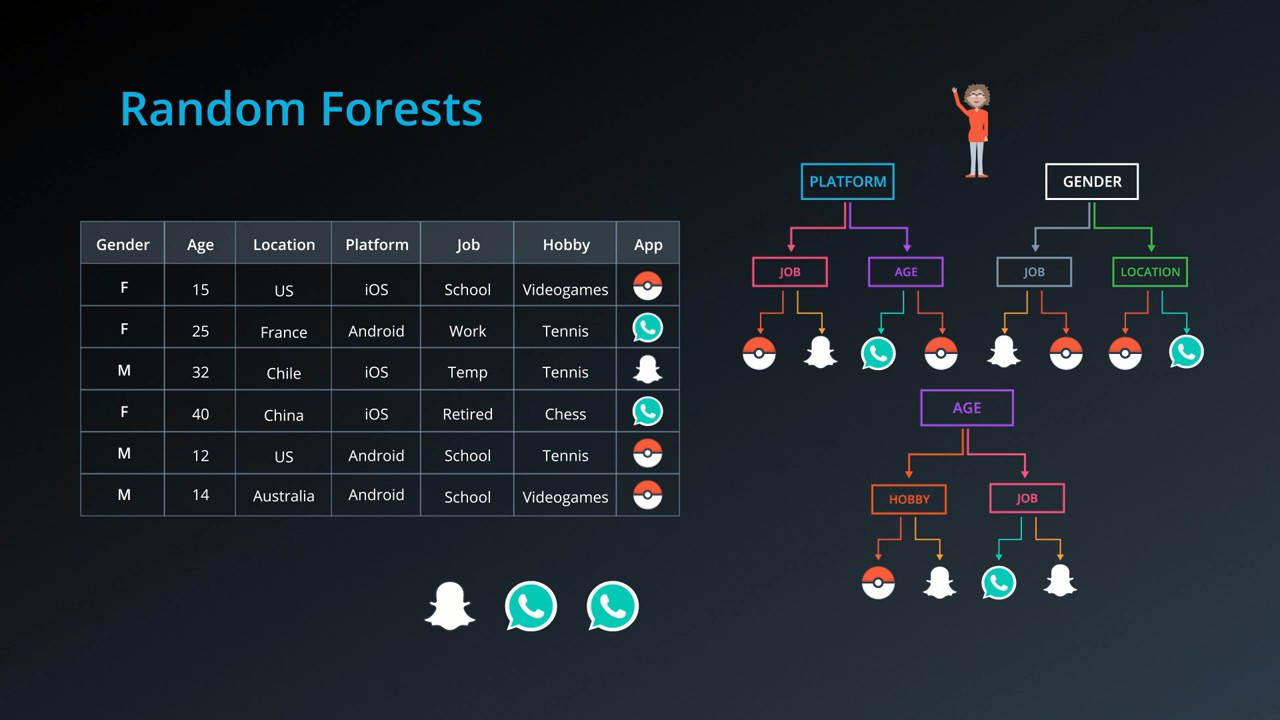 Random Forests
Gender Age Location Platform Job Hobby App
F 15 US iOS School Videogames
F 25 France Android Work Tennis
M 32 Chile iOS Temp Tennis
F 40 China iOS Retired Chess
M 12 US Android School Tennis
M 14 Australia Android School Videogames
PLATFORM GENDER
JOB AGE JOB LOCATION
AGE
HOBBY JOB